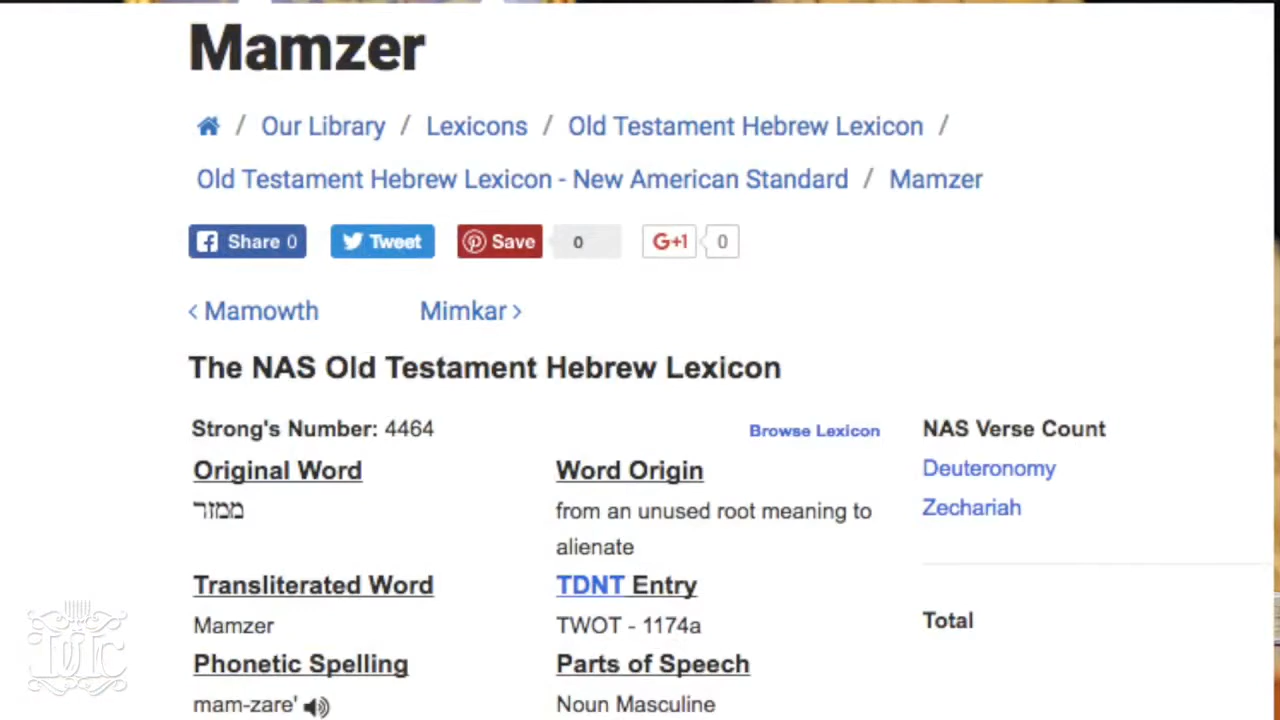 Mamzer
/ Our Library / Lexicons / Old Testament Hebrew Lexicon /
Old Testament Hebrew Lexicon - New American Standard / Mamzer
Share 0 Tweet Save 0 G+1 0
< Mamowth Mimkar >
The NAS Old Testament Hebrew Lexicon
Strong's Number: 4464 Browse Lexicon NAS Verse Count
Original Word Word Origin Deuteronomy
ממזר from an unused root meaning to Zechariah
alienate
Transliterated Word TDNT Entry
Mamzer TWOT - 1174a Total
Phonetic Spelling Parts of Speech
mam-zare' Noun Masculine